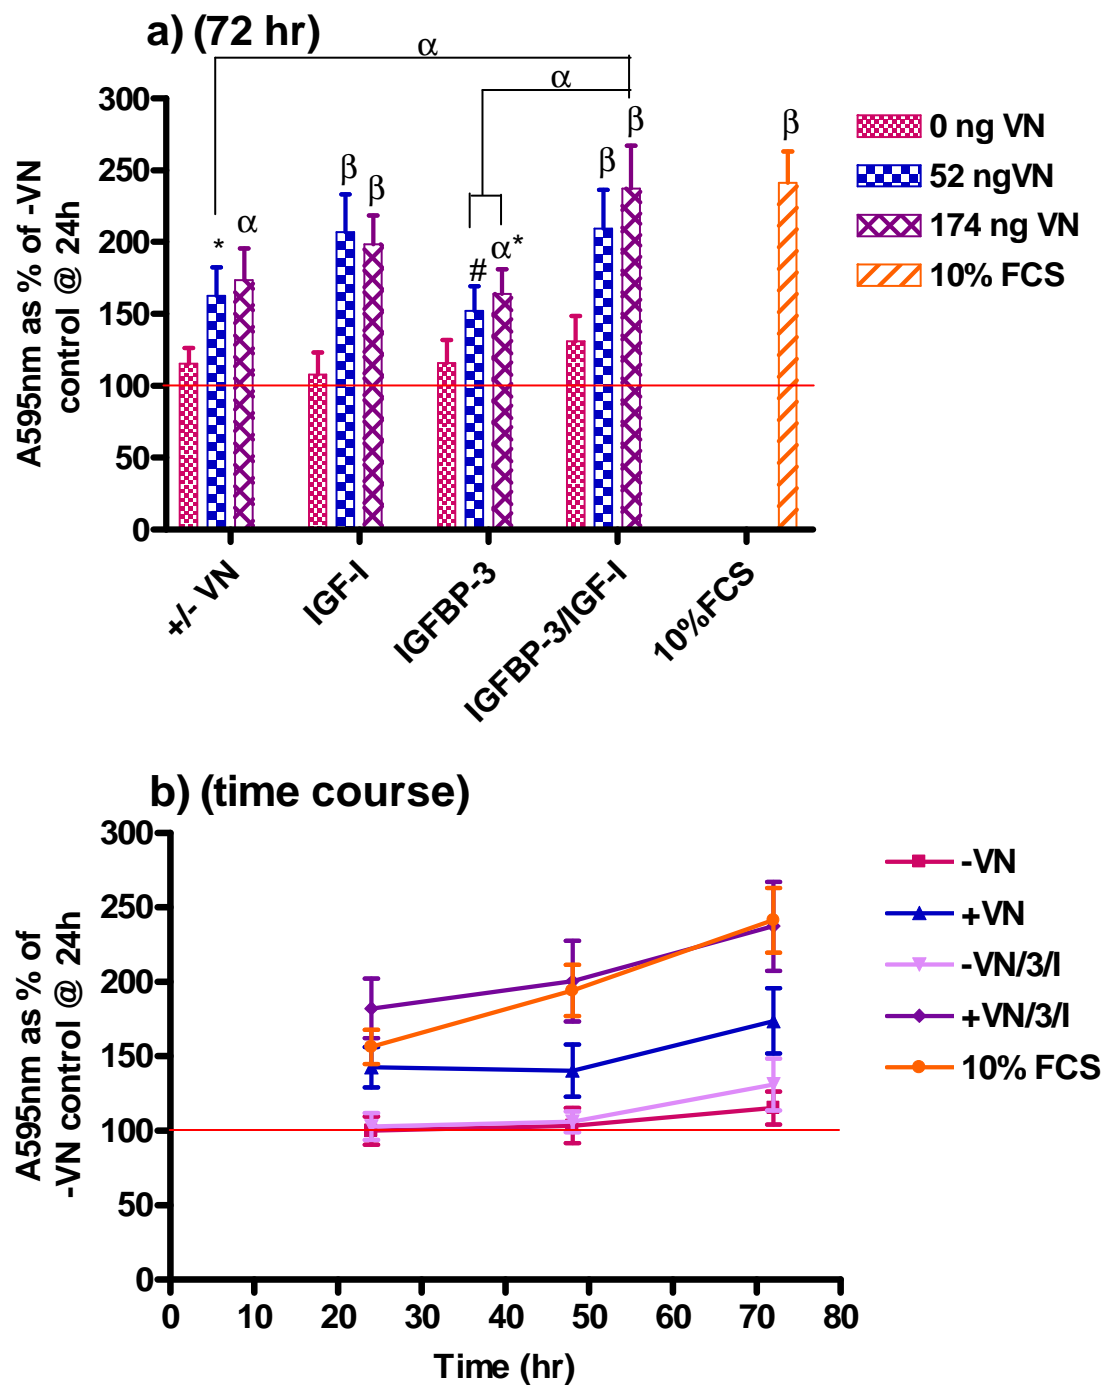 a) (72 hr)
α
α
300
250
200
150
100
50
0
A595nm as % of -VN
control @ 24h
*
α
β
β
#
α*
β
β
β
+/- VN
IGF-I
IGFBP-3
IGFBP-3/IGF-I
10%FCS
0 ng VN
52 ngVN
174 ng VN
10% FCS
b) (time course)
300
250
200
150
100
50
0
A595nm as % of
-VN control @ 24h
0 10 20 30 40 50 60 70 80
Time (hr)
-VN
+VN
-VN/3/I
+VN/3/I
10% FCS